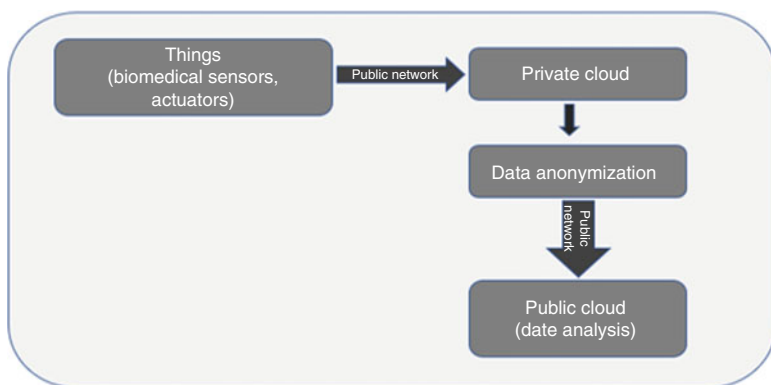 Things
(biomedical sensors,
actuators)
Public network
Private cloud
Data anonymization
Public
network
Public cloud
(date analysis)